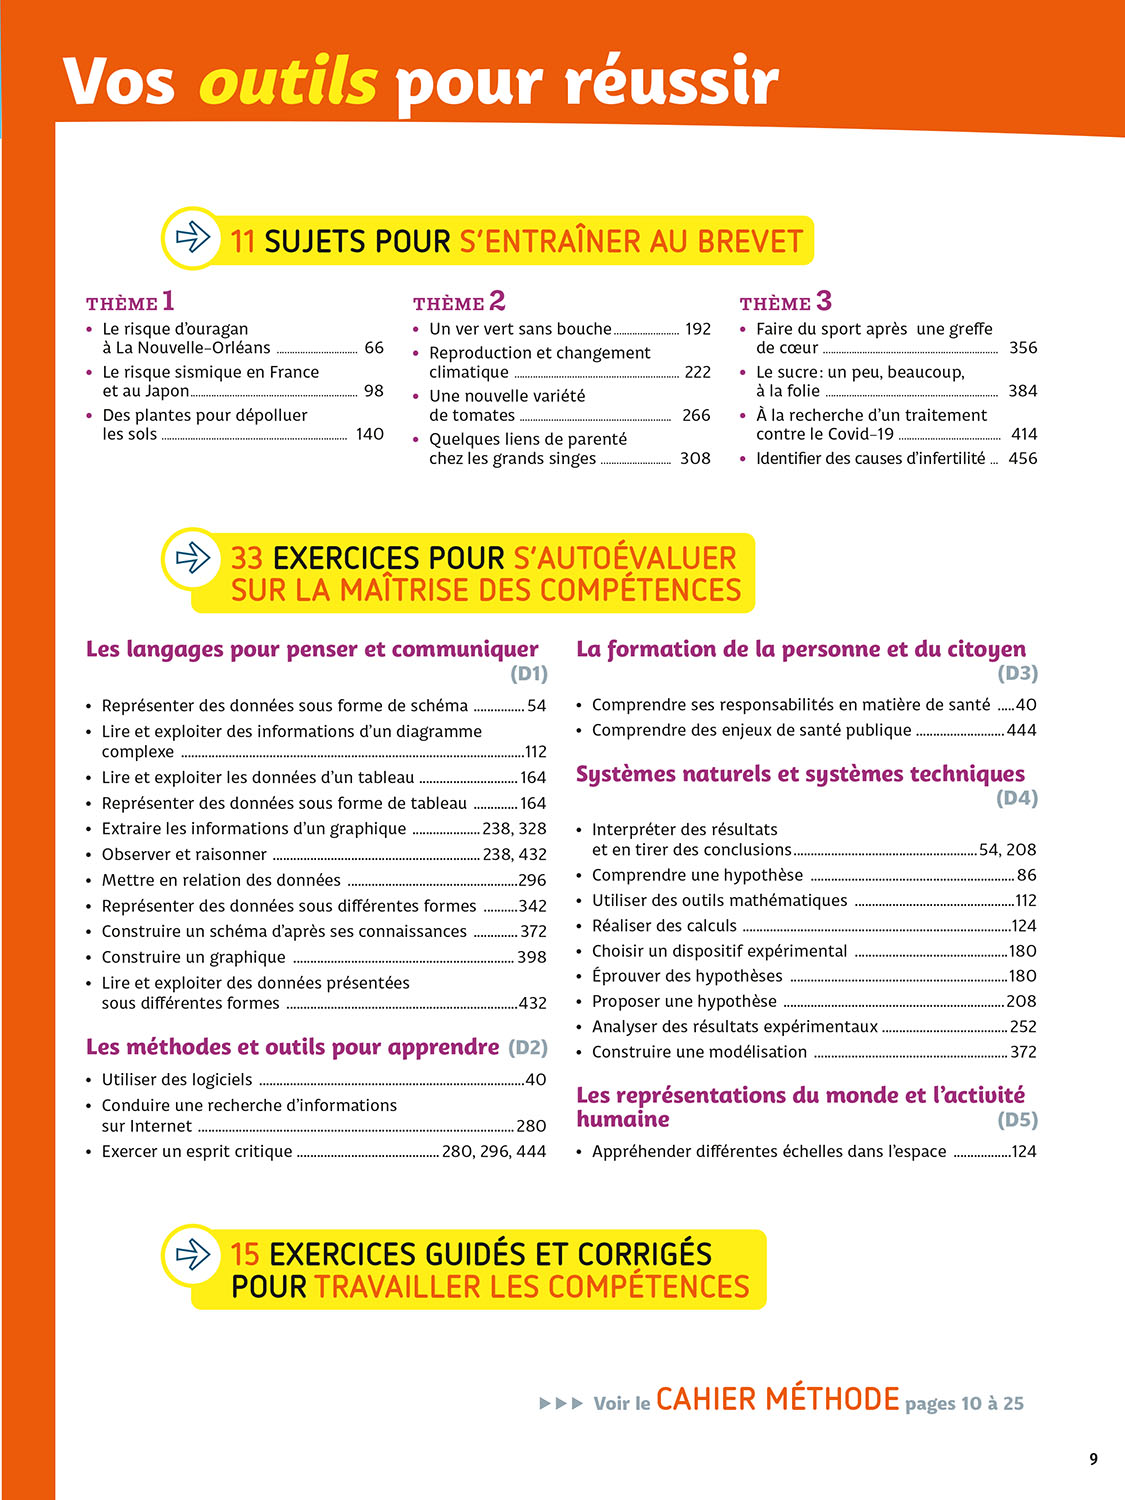 Vos outils pour réussir
11 SUJETS POUR S'ENTRAÎNER AU BREVET
THÈME 1
• Le risque d'ouragan
à La Nouvelle-Orléans ................ 66
• Le risque sismique en France
et au Japon ................ 98
• Des plantes pour dépolluer
les sols ................ 140
THÈME 2
• Un ver vert sans bouche ................ 192
• Reproduction et changement
climatique ................ 222
• Une nouvelle variété
de tomates ................ 266
• Quelques liens de parenté
chez les grands singes ................ 308
THÈME 3
• Faire du sport après une greffe
de cœur ................ 356
• Le sucre : un peu, beaucoup,
à la folie ................ 384
• À la recherche d'un traitement
contre le Covid-19 ................ 414
• Identifier des causes d'infertilité ... 456
33 EXERCICES POUR S'AUTOÉVALUER
SUR LA MAÎTRISE DES COMPÉTENCES
Les langages pour penser et communiquer
(D1)
• Représenter des données sous forme de schéma ................ 54
• Lire et exploiter des informations d'un diagramme
complexe ................ 112
• Lire et exploiter les données d'un tableau ................ 164
• Représenter des données sous forme de tableau ................ 164
• Extraire les informations d'un graphique ................ 238, 328
• Observer et raisonner ................ 238, 432
• Mettre en relation des données ................ 296
• Représenter des données sous différentes formes .......... 342
• Construire un schéma d'après ses connaissances ............. 372
• Construire un graphique ................ 398
• Lire et exploiter des données présentées
sous différentes formes ................ 432
Les méthodes et outils pour apprendre (D2)
• Utiliser des logiciels ................ 40
• Conduire une recherche d'informations
sur Internet ................ 280
• Exercer un esprit critique ................ 280, 296, 444
La formation de la personne et du citoyen
(D3)
• Comprendre ses responsabilités en matière de santé ..... 40
• Comprendre des enjeux de santé publique ................ 444
Systèmes naturels et systèmes techniques
(D4)
• Interpréter des résultats
et en tirer des conclusions ................ 54, 208
• Comprendre une hypothèse ................ 86
• Utiliser des outils mathématiques ................ 112
• Réaliser des calculs ................ 124
• Choisir un dispositif expérimental ................ 180
• Éprouver des hypothèses ................ 180
• Proposer une hypothèse ................ 208
• Analyser des résultats expérimentaux ................ 252
• Construire une modélisation ................ 372
Les représentations du monde et l'activité
humaine (D5)
• Appréhender différentes échelles dans l'espace ................ 124
15 EXERCICES GUIDÉS ET CORRIGÉS
POUR TRAVAILLER LES COMPÉTENCES
Voir le CAHIER MÉTHODE pages 10 à 25
9